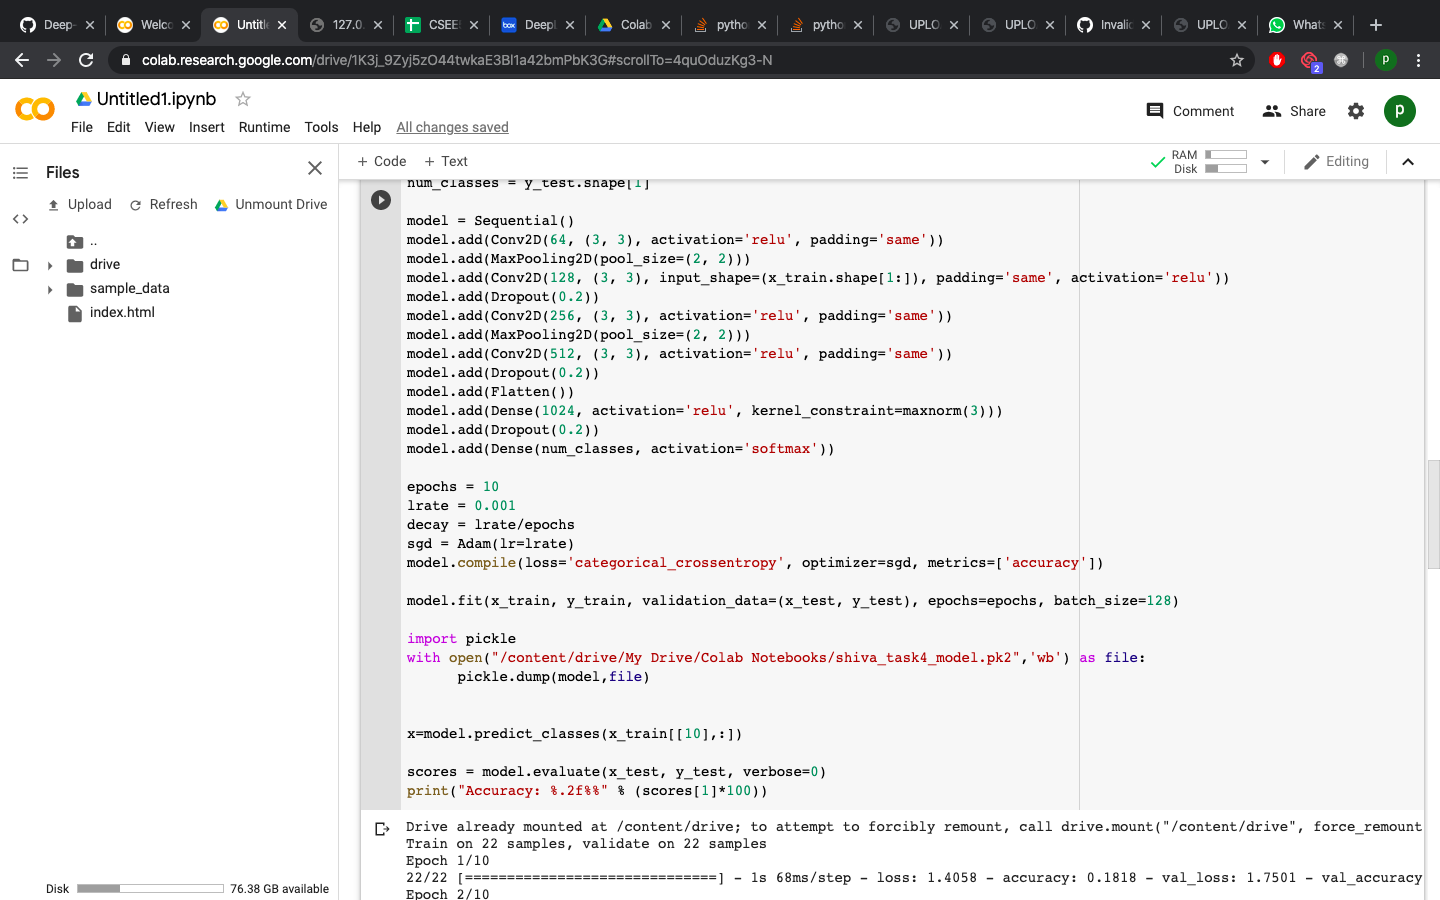 Deep-
Welco
Untitle
127.0.
CSEE
box
DeepL
Colab
pytho
pytho
UPLO
UPLO
Invalid
UPLO
Whats
colab.research.google.com/drive/1K3j_9Zyj5zO44twkaE3Bl1a42bmPbK3G#scrollTo=4quOduzKg3-N
2
p
Untitled1.ipynb
File Edit View Insert Runtime Tools Help All changes saved
Comment
Share
p
Files
Upload Refresh Unmount Drive
..
drive
sample_data
index.html
Disk 76.38 GB available
+ Code + Text
RAM
Disk
Editing
num_classes = y_test.shape[1]
model = Sequential()
model.add(Conv2D(64, (3, 3), activation='relu', padding='same'))
model.add(MaxPooling2D(pool_size=(2, 2)))
model.add(Conv2D(128, (3, 3), input_shape=(x_train.shape[1:]), padding='same', activation='relu'))
model.add(Dropout(0.2))
model.add(Conv2D(256, (3, 3), activation='relu', padding='same'))
model.add(MaxPooling2D(pool_size=(2, 2)))
model.add(Conv2D(512, (3, 3), activation='relu', padding='same'))
model.add(Dropout(0.2))
model.add(Flatten())
model.add(Dense(1024, activation='relu', kernel_constraint=maxnorm(3)))
model.add(Dropout(0.2))
model.add(Dense(num_classes, activation='softmax'))
epochs = 10
lrate = 0.001
decay = lrate/epochs
sgd = Adam(lr=lrate)
model.compile(loss='categorical_crossentropy', optimizer=sgd, metrics=['accuracy'])
model.fit(x_train, y_train, validation_data=(x_test, y_test), epochs=epochs, batch_size=128)
import pickle
with open("/content/drive/My Drive/Colab Notebooks/shiva_task4_model.pk2",'wb') as file:
pickle.dump(model,file)
x=model.predict_classes(x_train[[10],:])
scores = model.evaluate(x_test, y_test, verbose=0)
print("Accuracy: %.2f%%" % (scores[1]*100))
Drive already mounted at /content/drive; to attempt to forcibly remount, call drive.mount("/content/drive", force_remount
Train on 22 samples, validate on 22 samples
Epoch 1/10
22/22 [==============================] - 1s 68ms/step - loss: 1.4058 - accuracy: 0.1818 - val_loss: 1.7501 - val_accuracy
Epoch 2/10